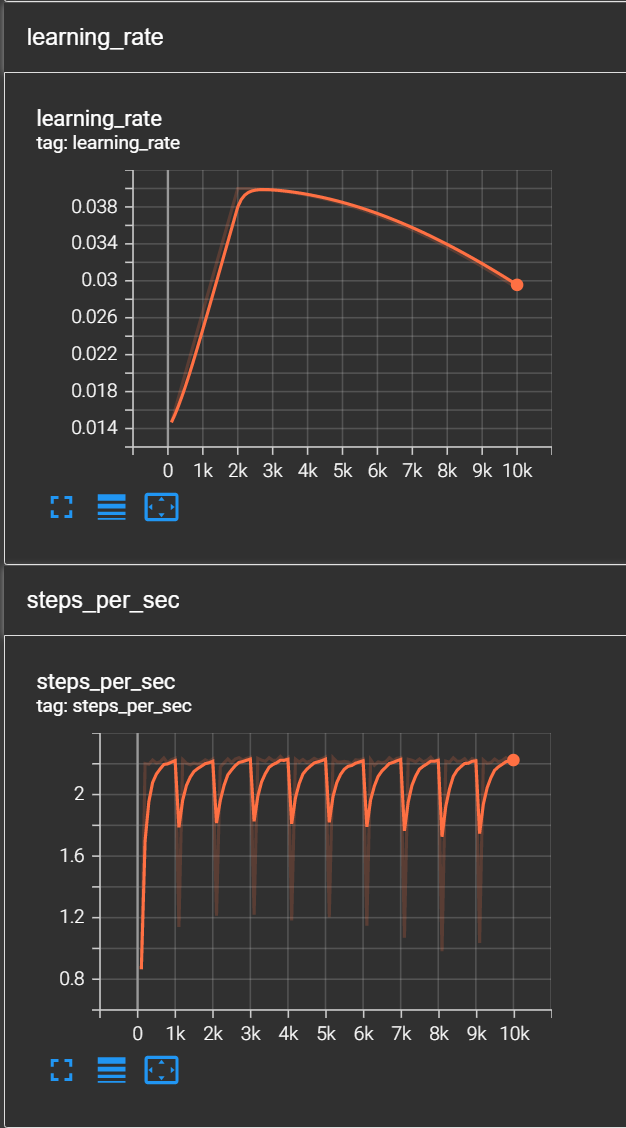 learning_rate
learning_rate
tag: learning_rate
0.038
0.034
0.03
0.026
0.022
0.018
0.014
0 1k 2k 3k 4k 5k 6k 7k 8k 9k 10k
steps_per_sec
steps_per_sec
tag: steps_per_sec
2
1.6
1.2
0.8
0 1k 2k 3k 4k 5k 6k 7k 8k 9k 10k